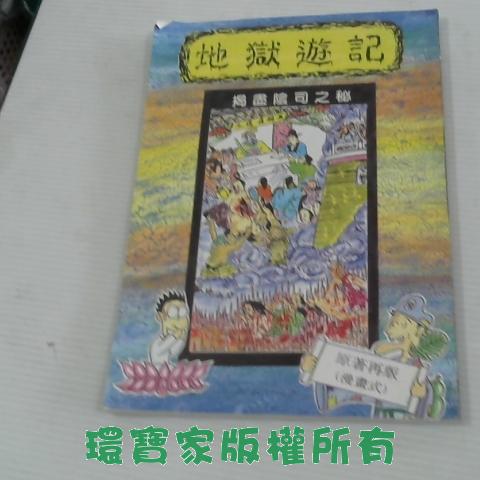 地獄遊記
揭盡陰司之秘
原著再版
(漫畫式)
環寶家版權所有